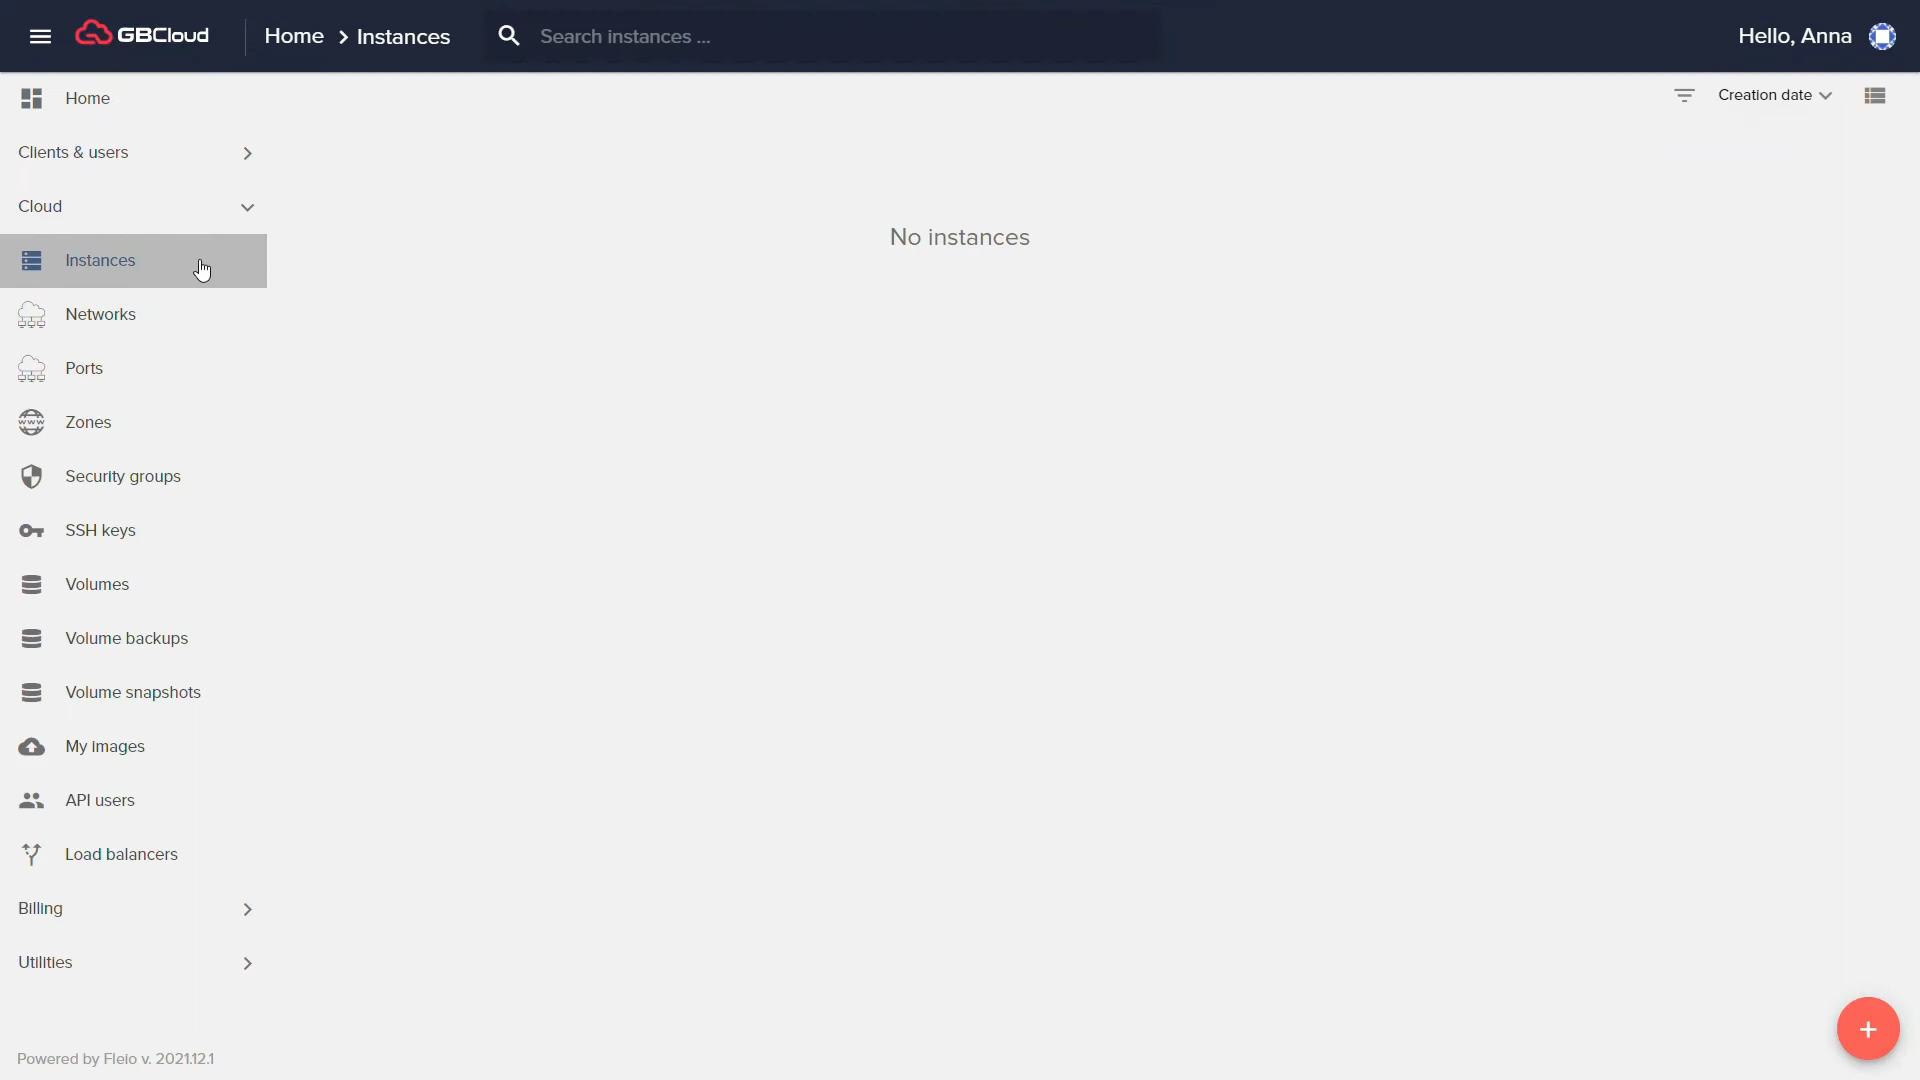 GBCloud
Home > Instances
Search instances ...
Hello, Anna
Home
Creation date
Clients & users
Cloud
No instances
Instances
Networks
Ports
www
Zones
Security groups
SSH keys
Volumes
Volume backups
Volume snapshots
My images
API users
Load balancers
Billing
Utilities
Powered by Fleio v. 2021.12.1